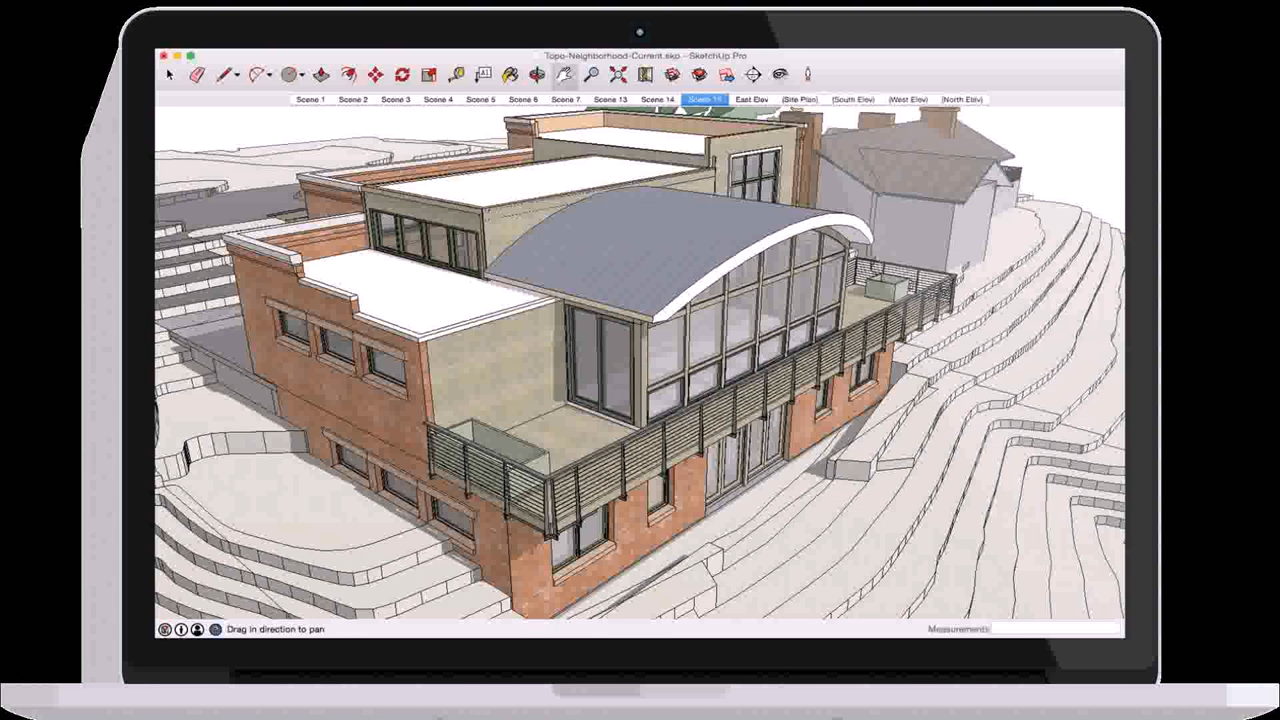 Topo-Neighborhood-Current.skp - SketchUp Pro
A1
Scene 1 Scene 2 Scene 3 Scene 4 Scene 5 Scene 6 Scene 7 Scene 13 Scene 14 East Elev (Site Plan) (South Elev) (West Elev) (North Elev)
Drag in direction to pan Measurements